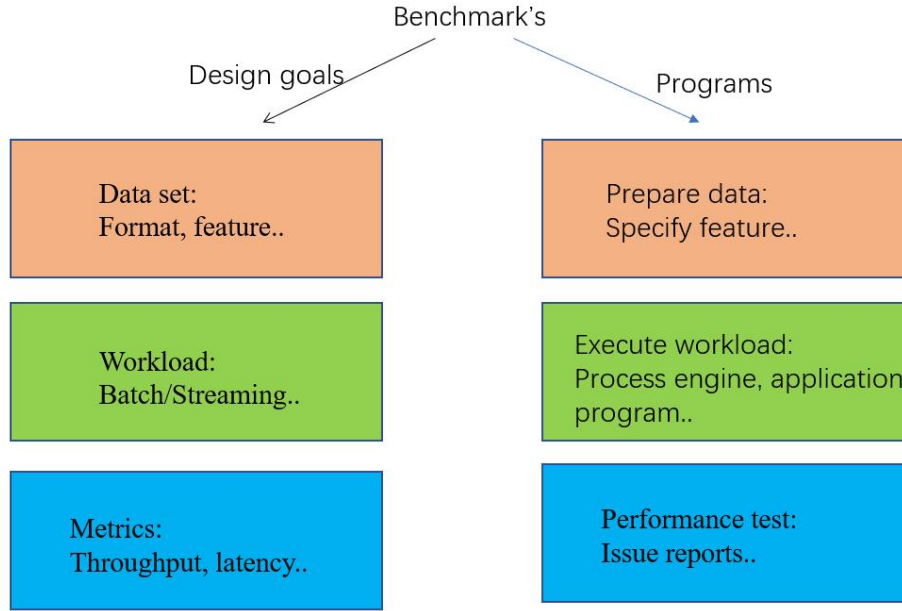 Benchmark’s
Design goals
Programs
Data set:
Format, feature..
Prepare data:
Specify feature..
Workload:
Batch/Streaming..
Execute workload:
Process engine, application
program..
Metrics:
Throughput, latency..
Performance test:
Issue reports..